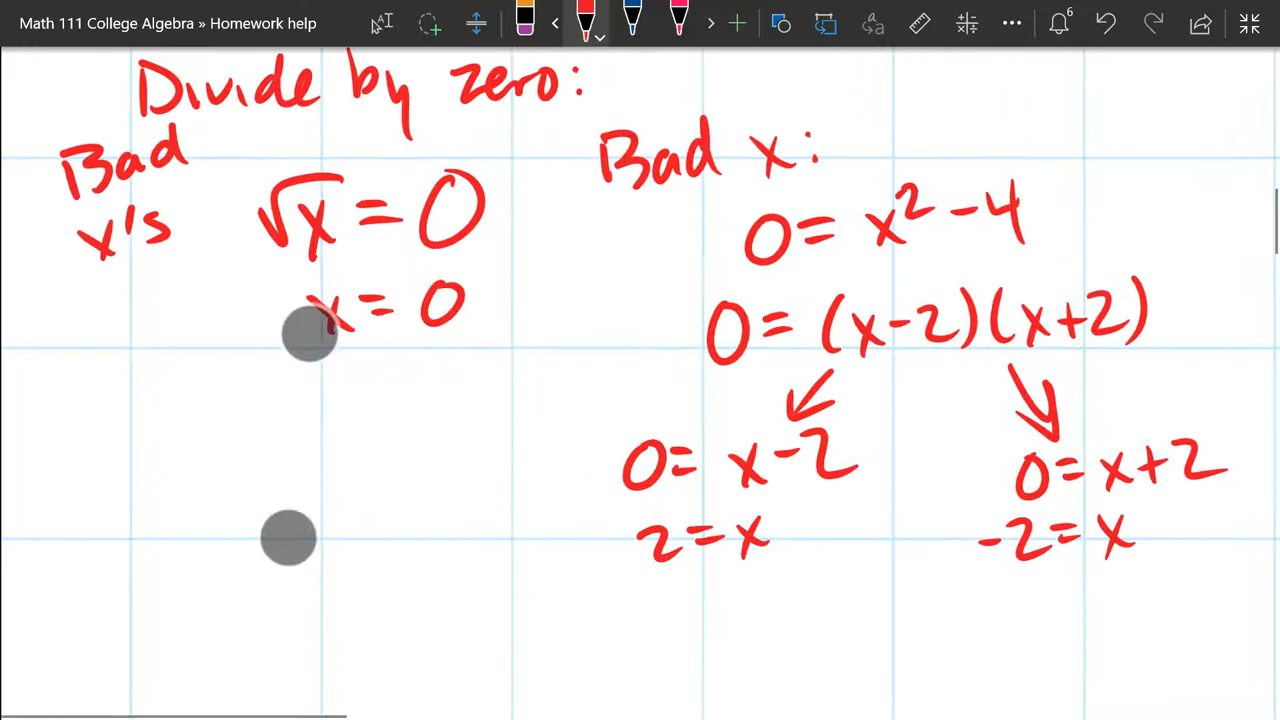 Math 111 College Algebra » Homework help
6
Divide by zero:
Bad
x's
√x = 0
x = 0
Bad x:
0 = x² - 4
0 = (x-2)(x+2)
0 = x-2
2 = x
0 = x+2
-2 = x